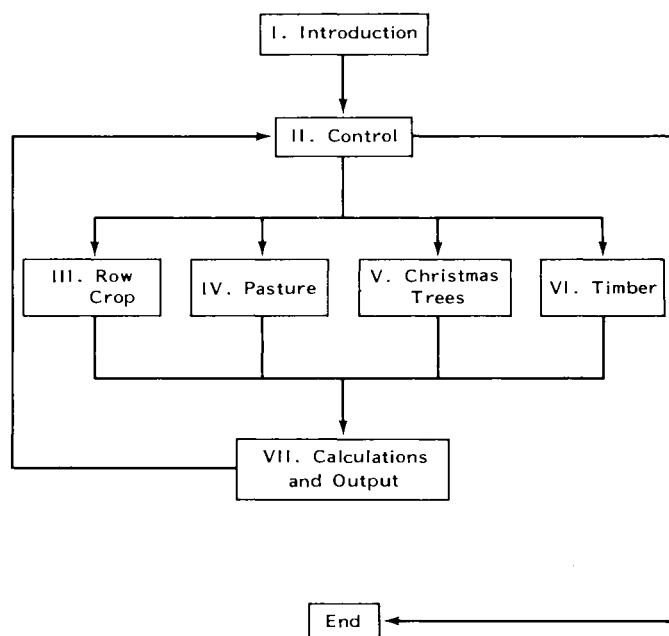 I. Introduction
II. Control
III. Row
Crop
IV. Pasture
V. Christmas
Trees
VI. Timber
VII. Calculations
and Output
End